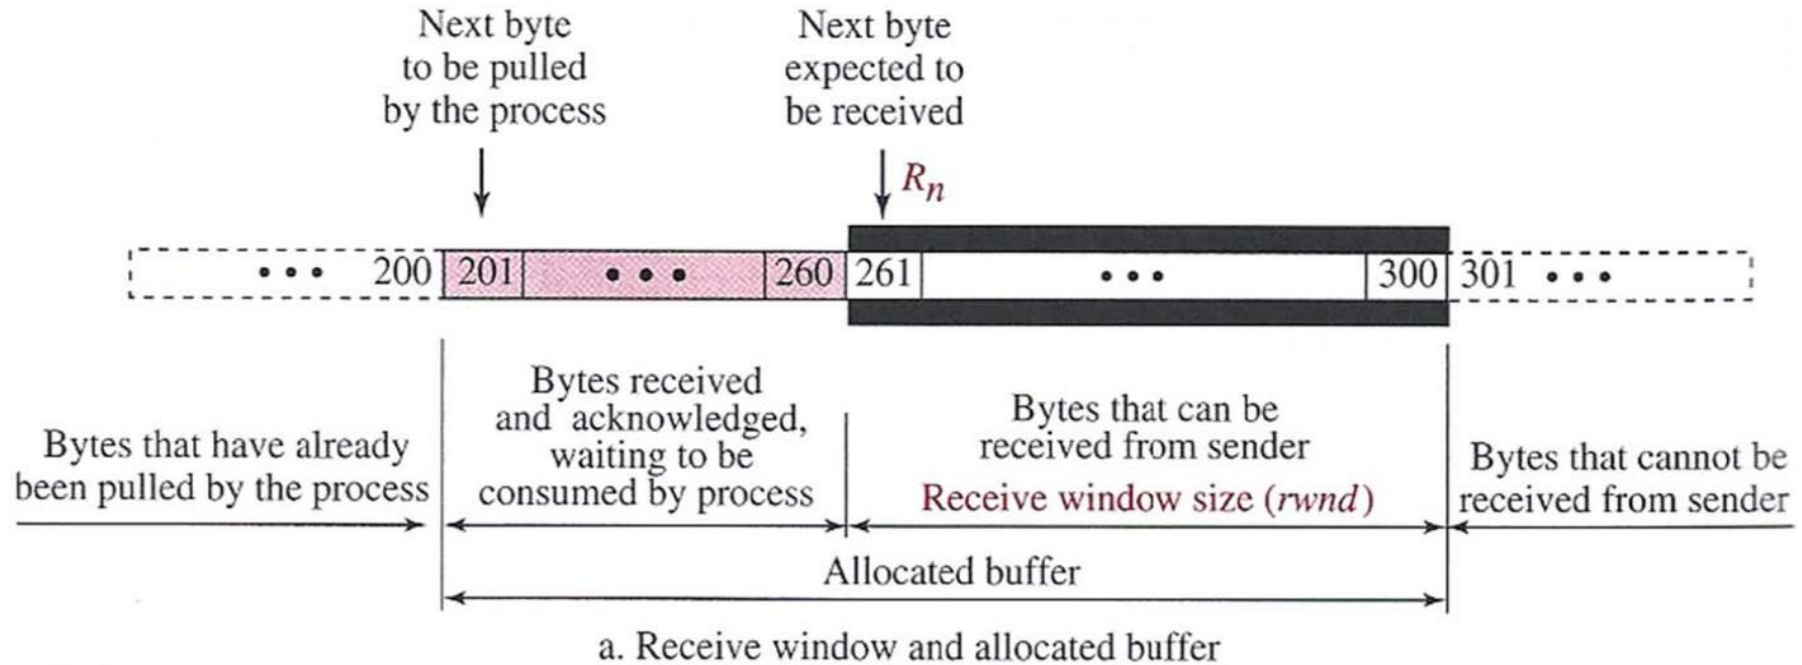 Next byte
to be pulled
by the process
Next byte
expected to
be received
Rn
••• 200 201 ••• 260 261 ••• 300 301 •••
Bytes that have already
been pulled by the process
Bytes received
and acknowledged,
waiting to be
consumed by process
Bytes that can be
received from sender
Receive window size (rwnd)
Bytes that cannot be
received from sender
Allocated buffer
a. Receive window and allocated buffer